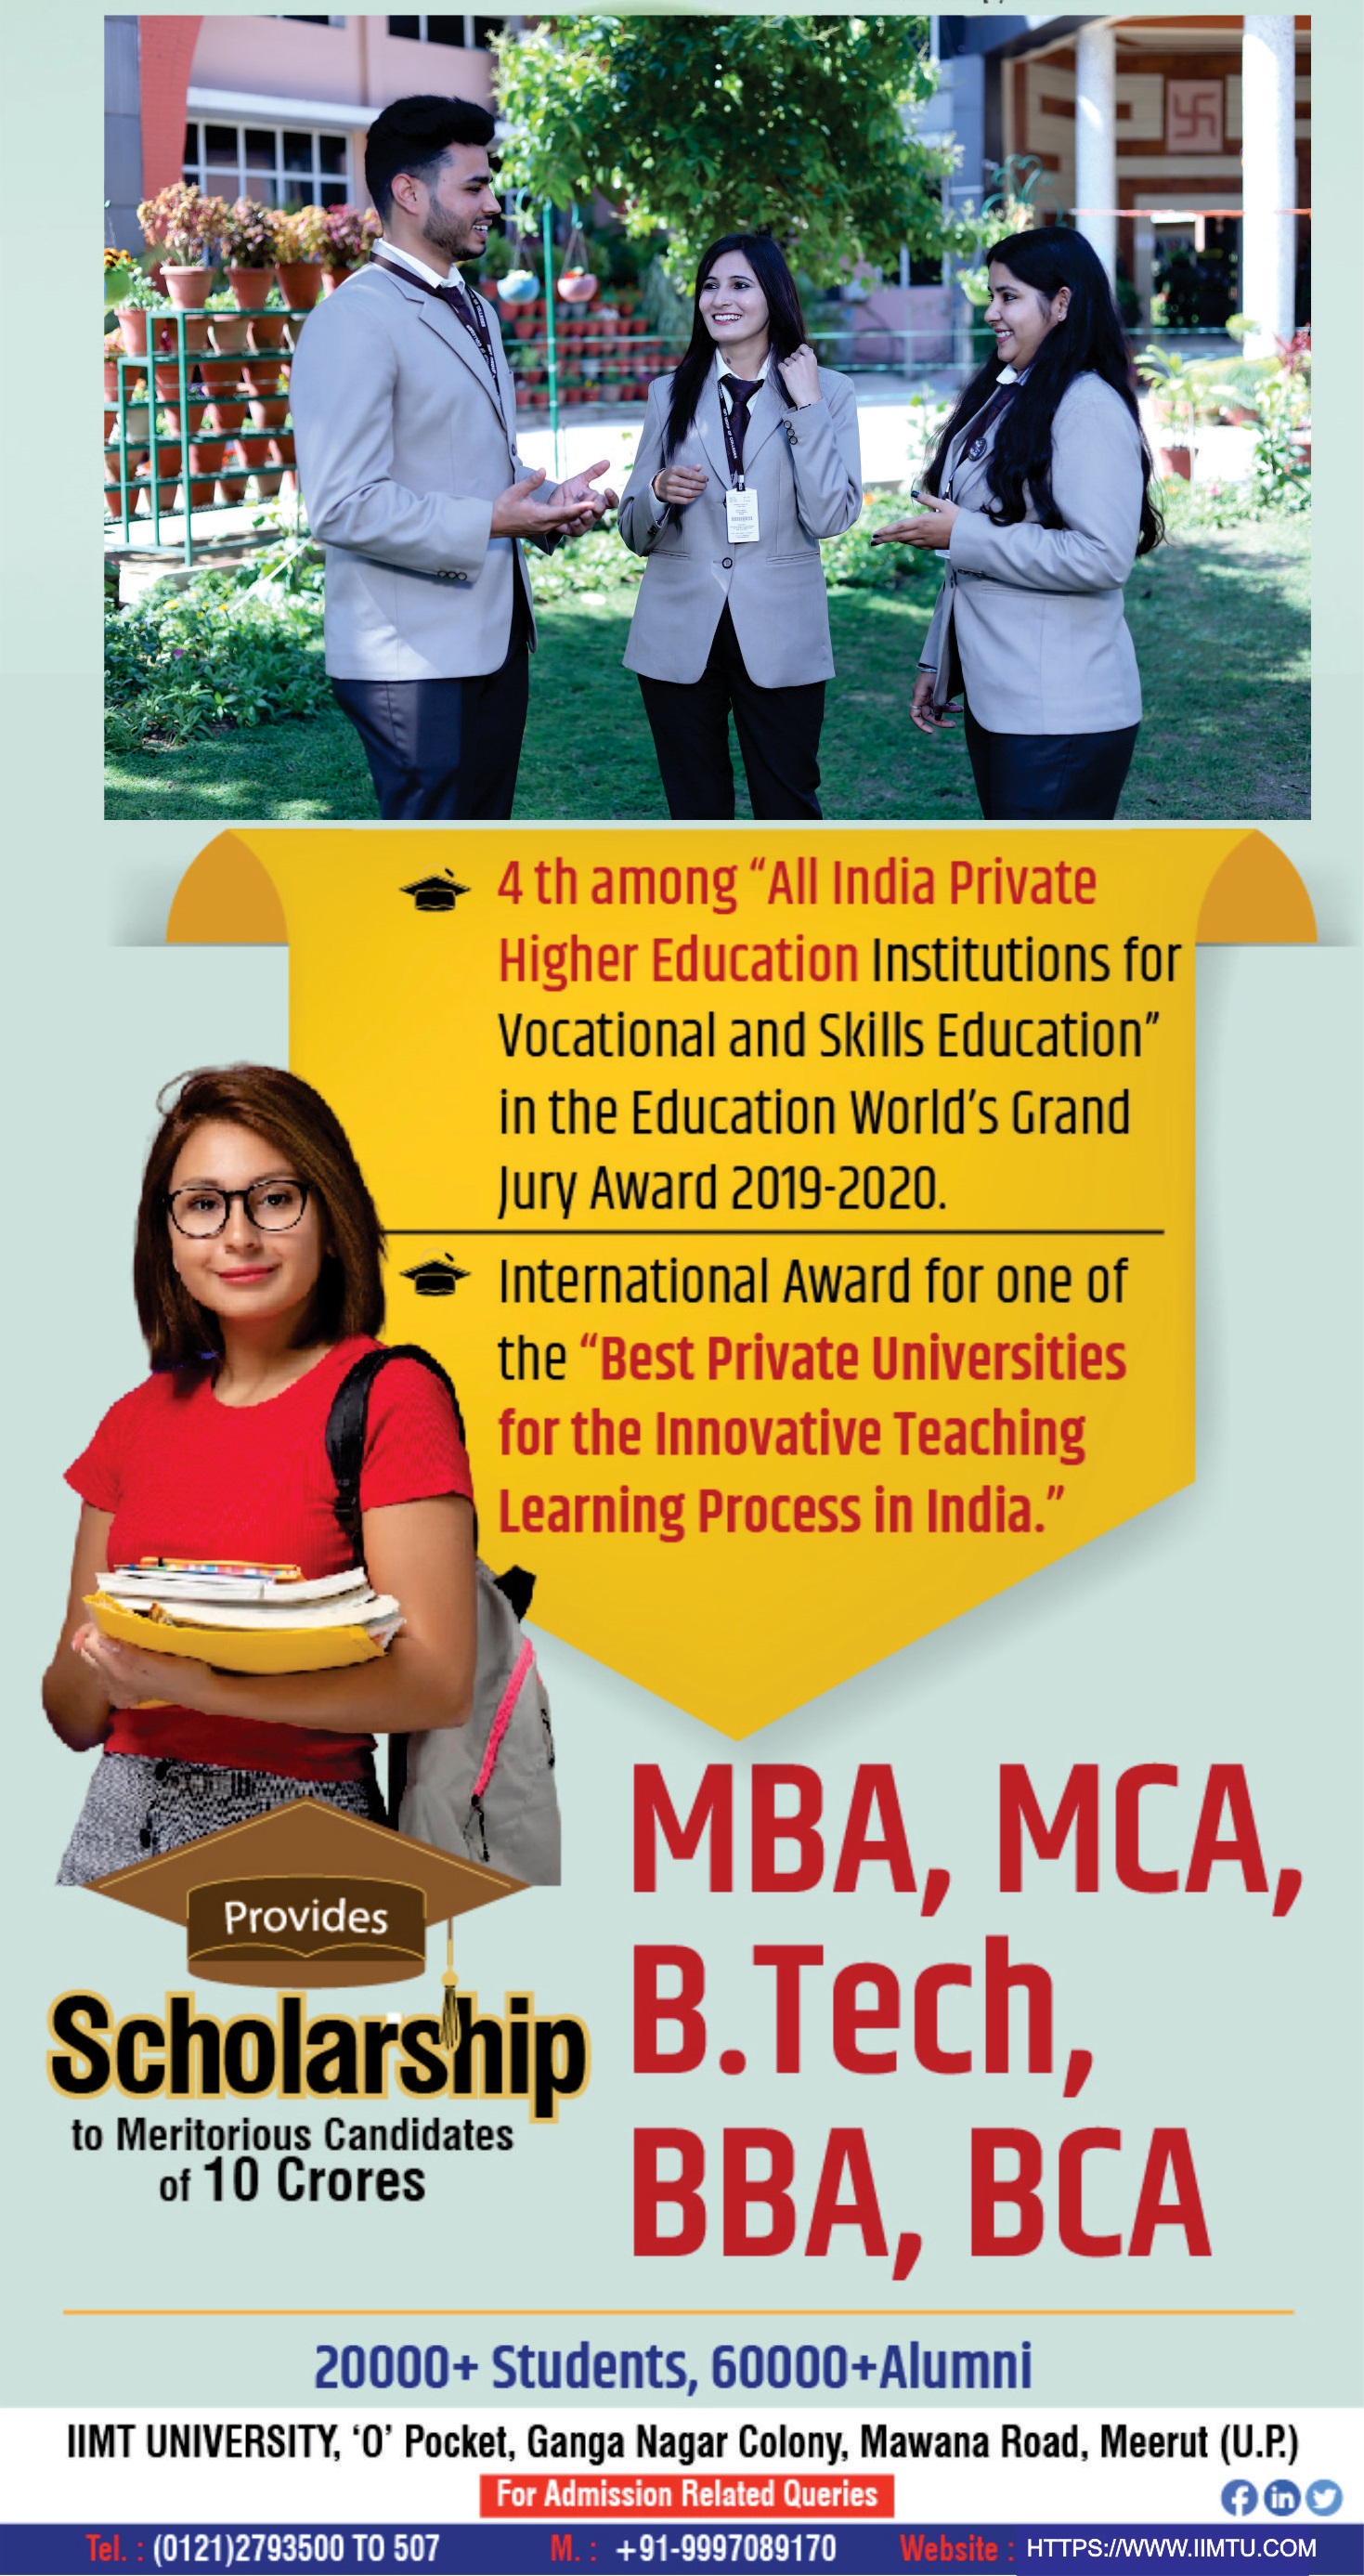 4 th among “All India Private
Higher Education Institutions for
Vocational and Skills Education”
in the Education World’s Grand
Jury Award 2019-2020.
International Award for one of
the “Best Private Universities
for the Innovative Teaching
Learning Process in India.”
Provides
Scholarship
to Meritorious Candidates
of 10 Crores
MBA, MCA,
B.Tech,
BBA, BCA
20000+ Students, 60000+Alumni
IIMT UNIVERSITY, ‘O’ Pocket, Ganga Nagar Colony, Mawana Road, Meerut (U.P.)
For Admission Related Queries
Tel. : (0121)2793500 TO 507 M. : +91-9997089170 Website : HTTPS://WWW.IIMTU.COM